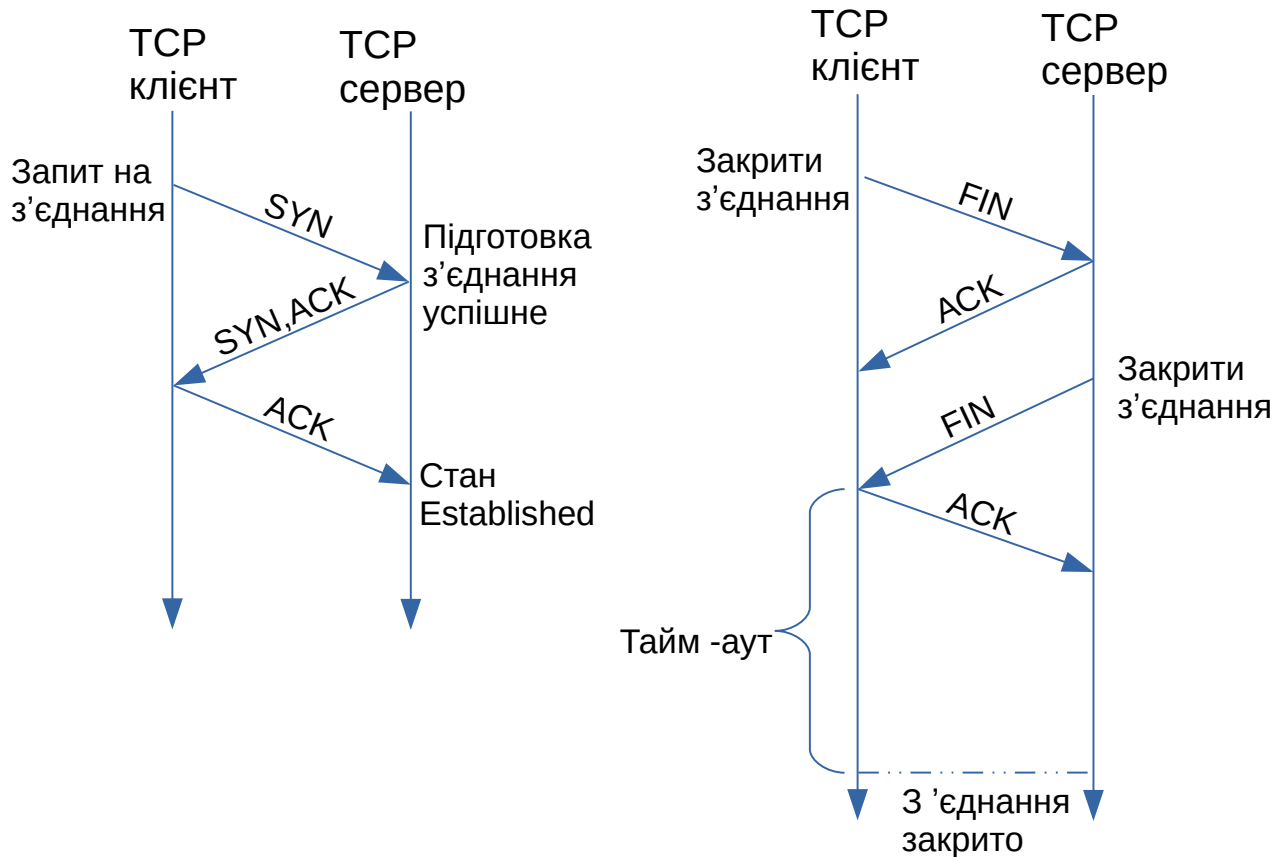 TCP
клієнт
TCP
сервер
Запит на
з’єднання
SYN
Підготовка
з’єднання
успішне
SYN,ACK
ACK
Стан
Established
TCP
клієнт
TCP
сервер
Закрити
з’єднання
FIN
ACK
Закрити
з’єднання
FIN
ACK
Тайм -аут
З ’єднання
закрито